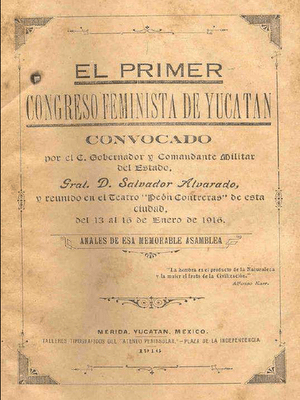 EL PRIMER
CONGRESO FEMINISTA DE YUCATAN
CONVOCADO
por el C. Gobernador y Comandante Militar
del Estado,
Gral. D. Salvador Alvarado,
y reunido en el Teatro "Peón Contreras" de esta
ciudad,
del 13 al 16 de Enero de 1916.
ANALES DE ESA MEMORABLE ASAMBLEA
"La hembra es el producto de la Naturaleza
y la mujer el fruto de la Civilización."
Alfonso Karr.
MERIDA, YUCATAN, MEXICO.
TALLERES TIPOGRAFICOS DEL "ATENEO PENINSULAR."—PLAZA DE LA INDEPENDENCIA
1916